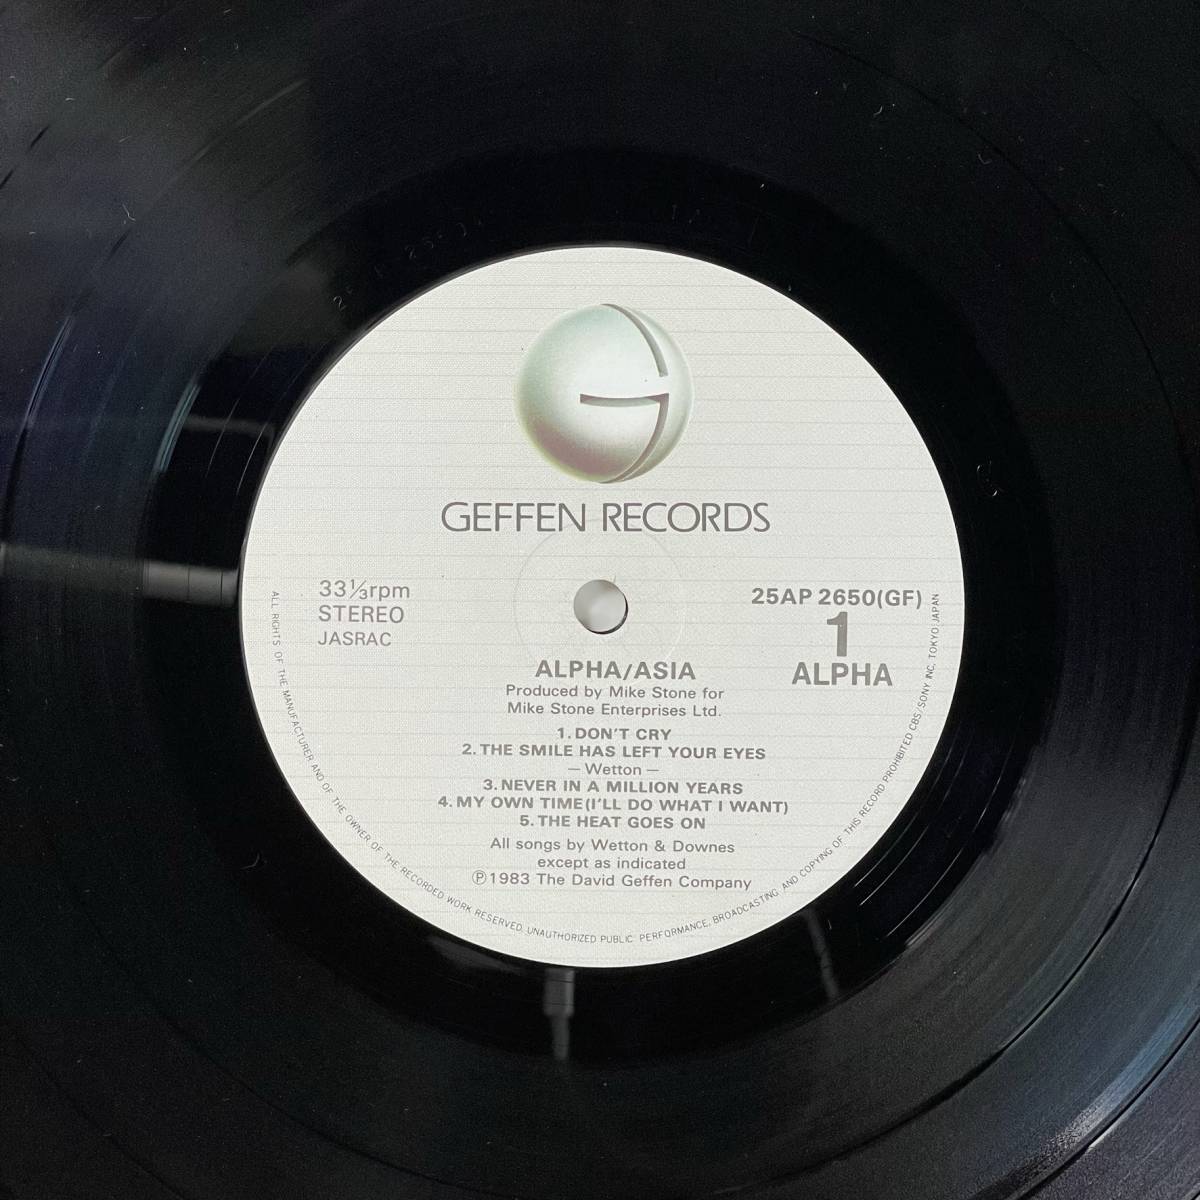 GEFFEN RECORDS
33⅓rpm
STEREO
JASRAC
25AP 2650(GF)
1
ALPHA
ALPHA/ASIA
Produced by Mike Stone for
Mike Stone Enterprises Ltd.
1. DON'T CRY
2. THE SMILE HAS LEFT YOUR EYES
— Wetton —
3. NEVER IN A MILLION YEARS
4. MY OWN TIME (I'LL DO WHAT I WANT)
5. THE HEAT GOES ON
All songs by Wetton & Downes
except as indicated
Ⓟ1983 The David Geffen Company
ALL RIGHTS OF THE MANUFACTURER AND OF THE OWNER OF THE RECORDED WORK RESERVED. UNAUTHORIZED PUBLIC PERFORMANCE, BROADCASTING AND COPYING OF THIS RECORD PROHIBITED CBS/SONY INC. TOKYO JAPAN